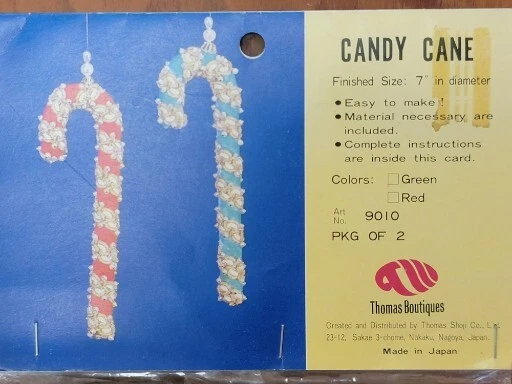 CANDY CANE
Finished Size: 7" in diameter
● Easy to make!
● Material necessary are
included.
● Complete instructions
are inside this card.
Colors: □ Green
□ Red
Art
No. 9010
PKG OF 2
Thomas Boutiques
Created and Distributed by Thomas Shop Co., Ltd.
23-12, Sakae 3-chome, Nakaku, Nagoya, Japan.
Made in Japan